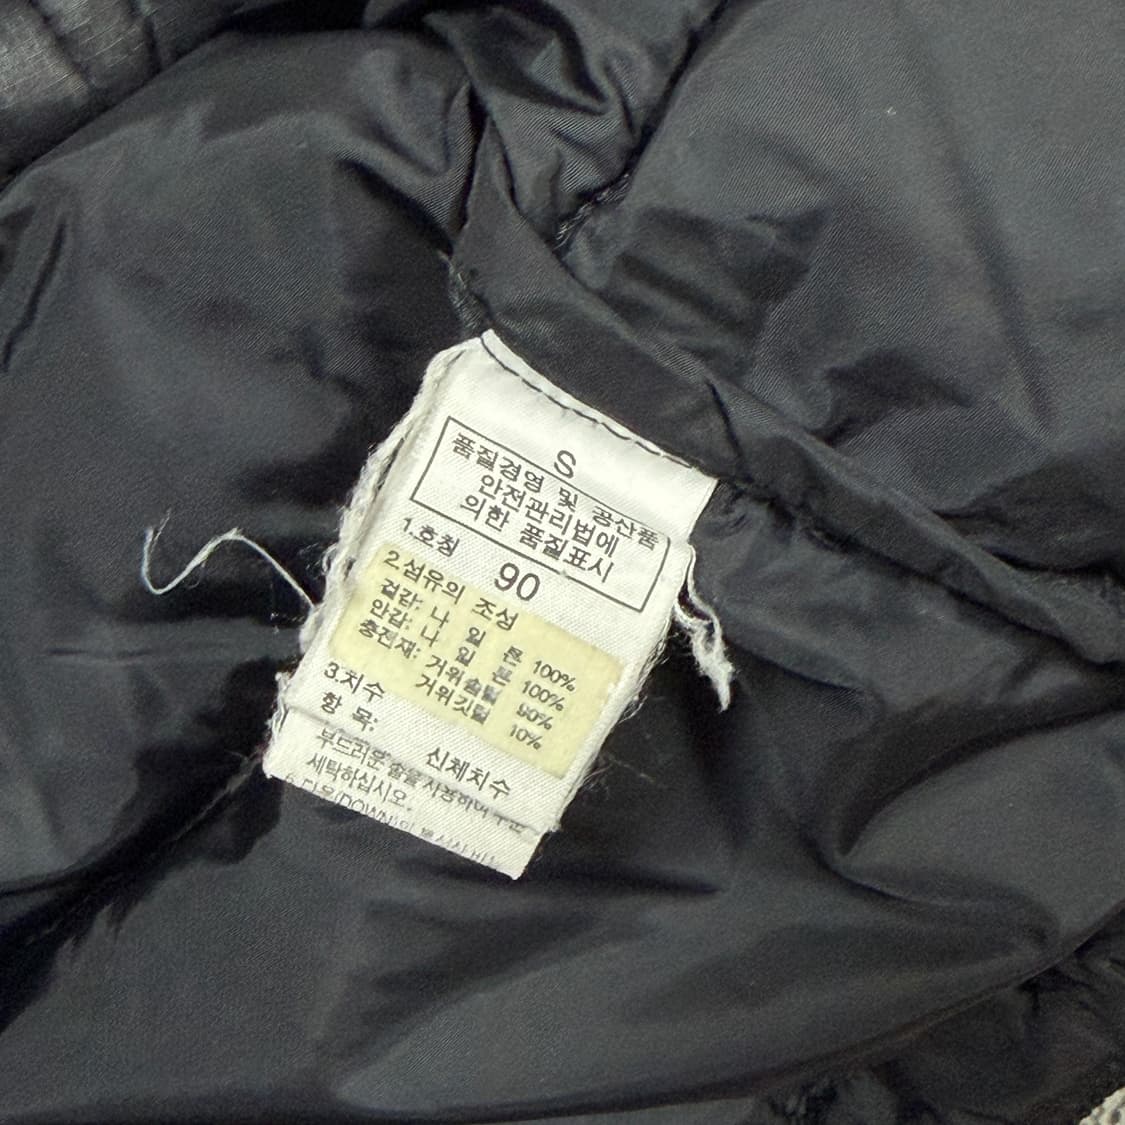 S
품질경영 및 공산품
안전관리법에
의한 품질표시
1.호칭 90
2.섬유의 조성
겉감: 나 일 론 100%
안감: 나 일 론 100%
충전재: 거위솜털 90%
거위깃털 10%
3.치수
항 목: 신체치수
부드러운 솔을 사용하여
세탁하십시오.
다운(DOWN)의